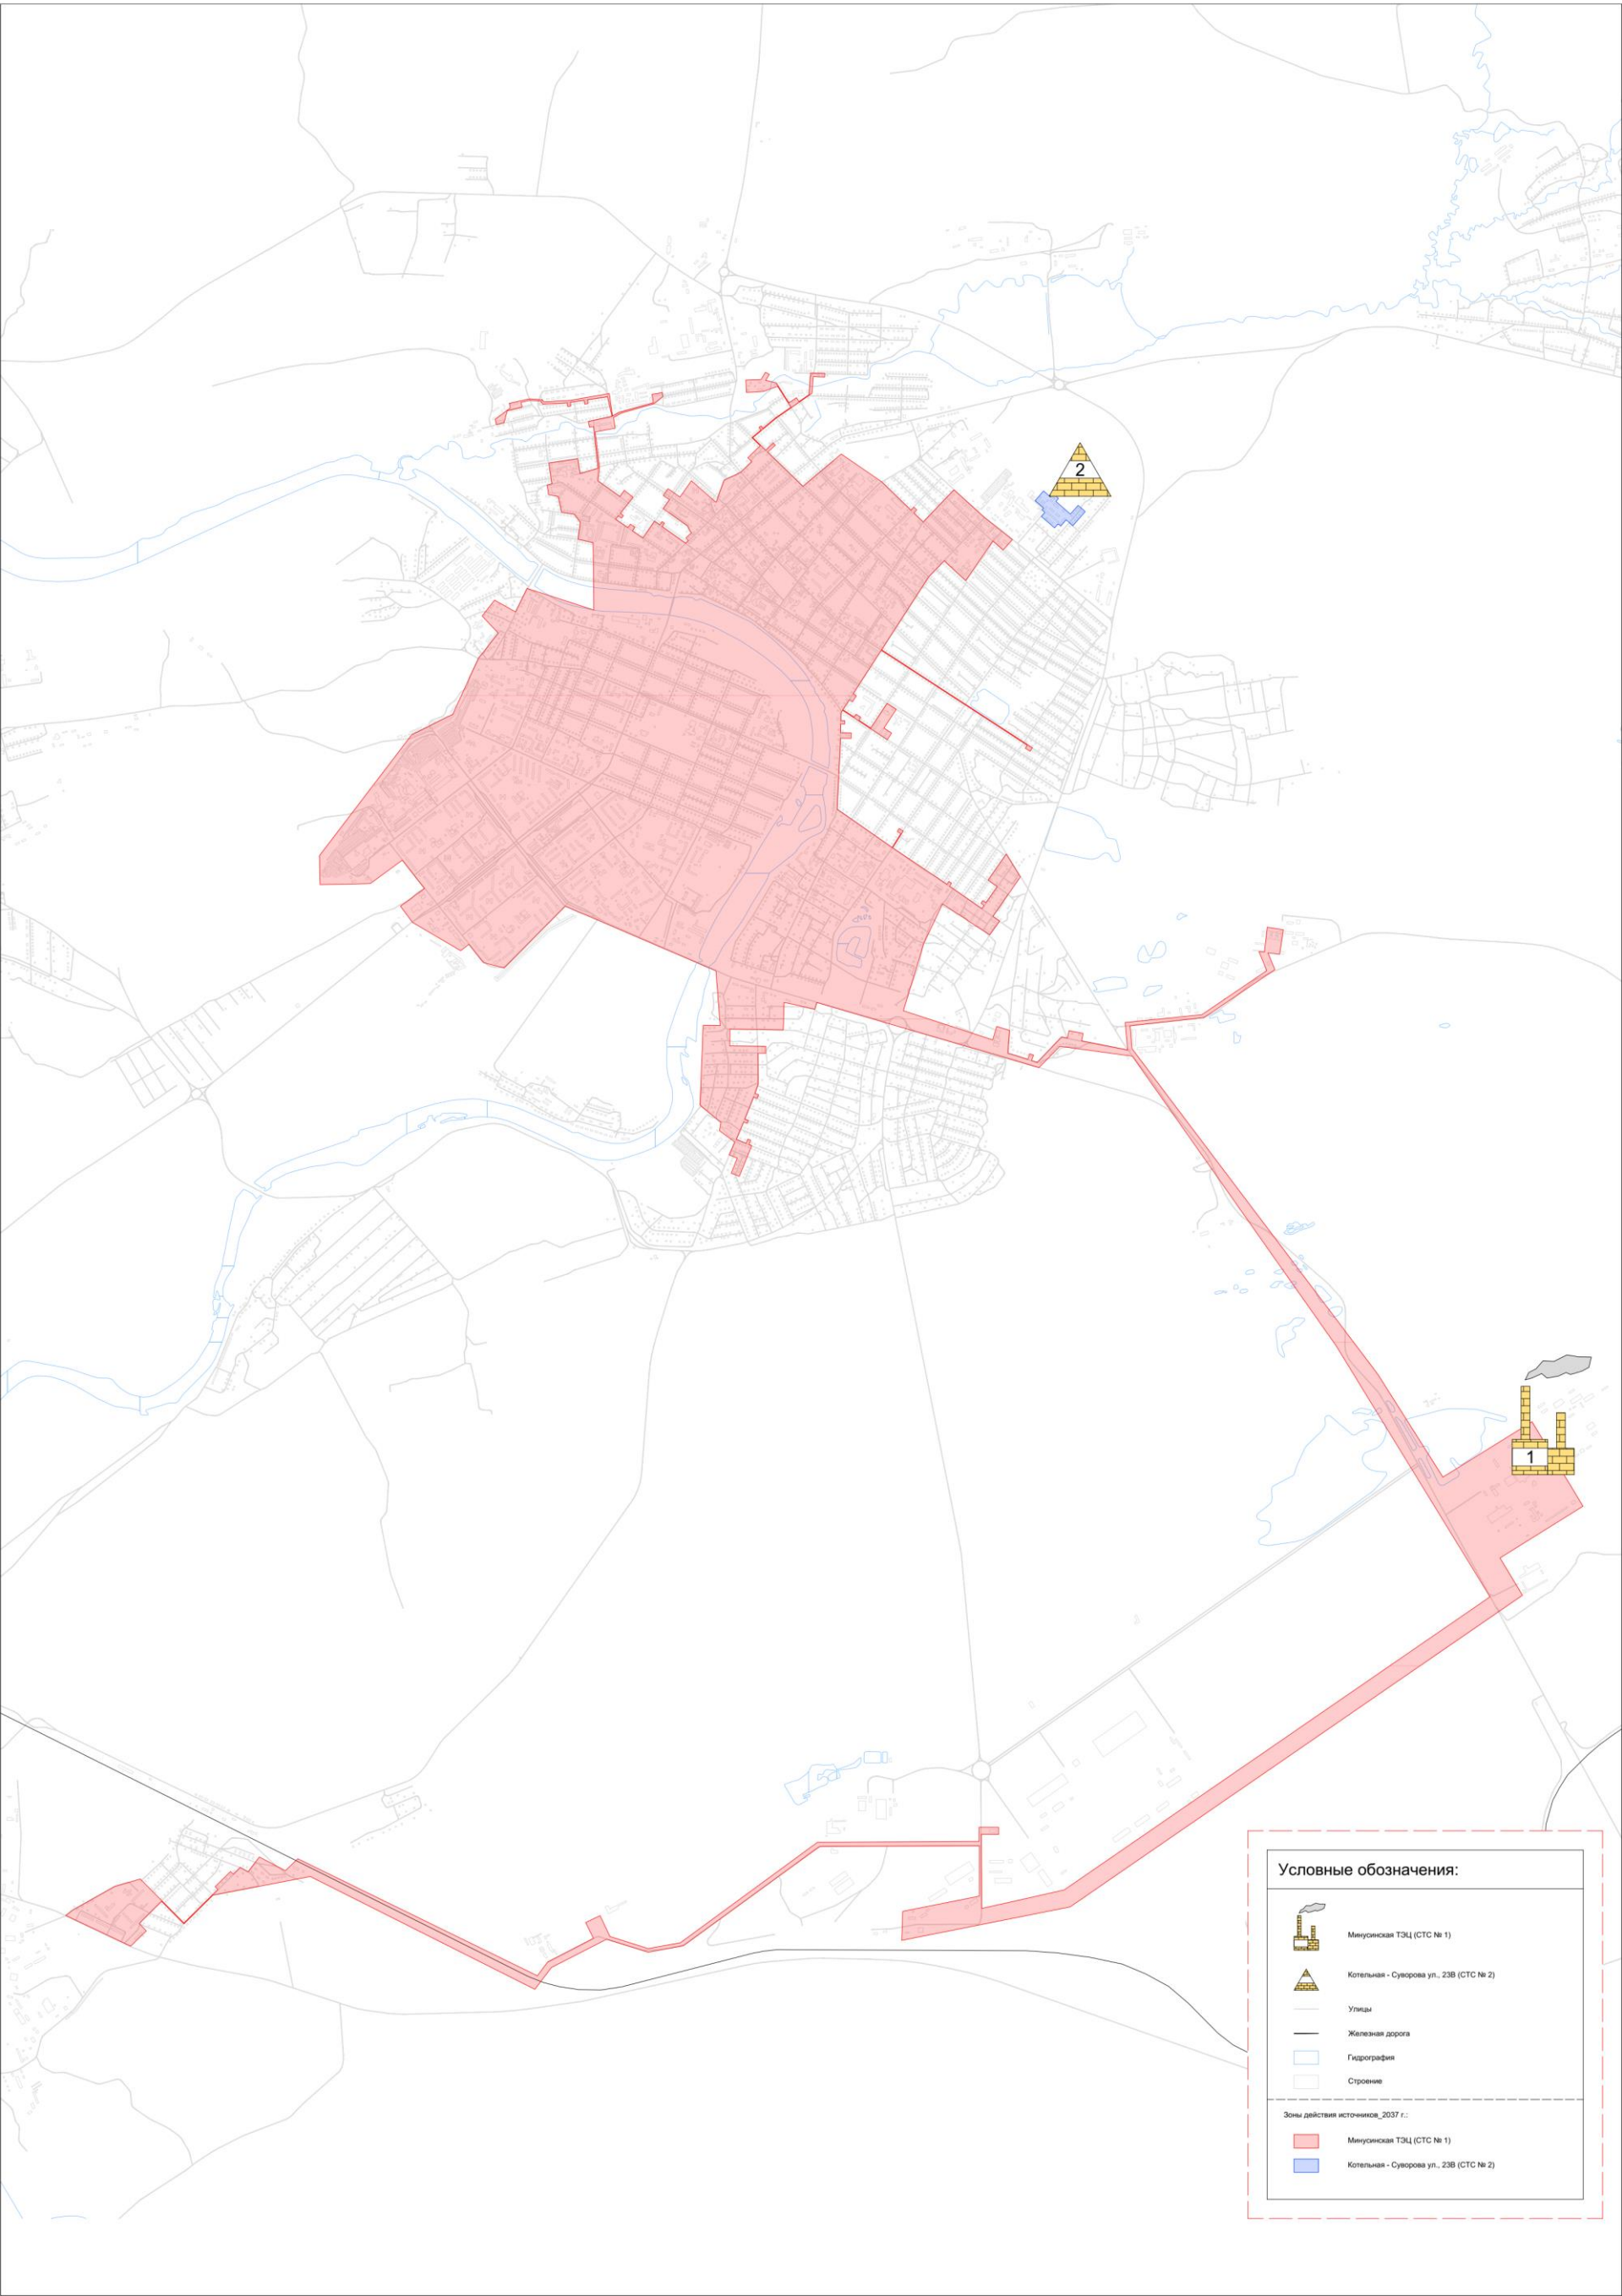 2
1
Условные обозначения:
Минусинская ТЭЦ (СТС № 1)
Котельная - Суворова ул., 23В (СТС № 2)
Улицы
Железная дорога
Гидрография
Строение
Зоны действия источников_2037 г.:
Минусинская ТЭЦ (СТС № 1)
Котельная - Суворова ул., 23В (СТС № 2)